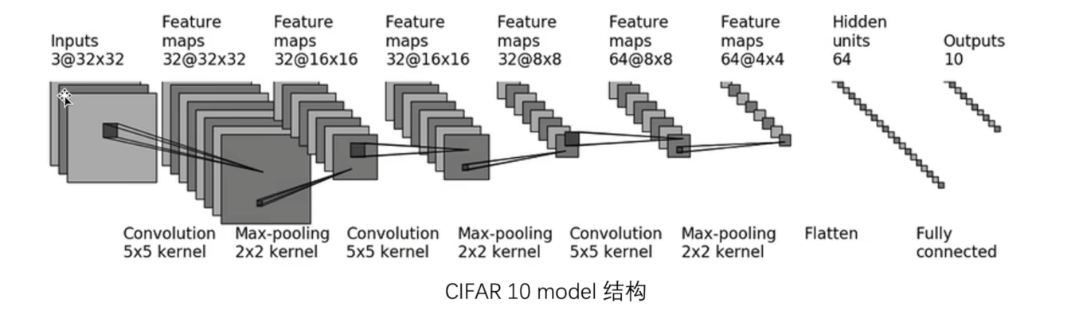 Inputs
3@32x32
Feature
maps
32@32x32
Feature
maps
32@16x16
Feature
maps
32@16x16
Feature
maps
32@8x8
Feature
maps
64@8x8
Feature
maps
64@4x4
Hidden
units
64
Outputs
10
Convolution
5x5 kernel
Max-pooling
2x2 kernel
Convolution
5x5 kernel
Max-pooling
2x2 kernel
Convolution
5x5 kernel
Max-pooling
2x2 kernel
Flatten
Fully
connected
CIFAR 10 model 结构